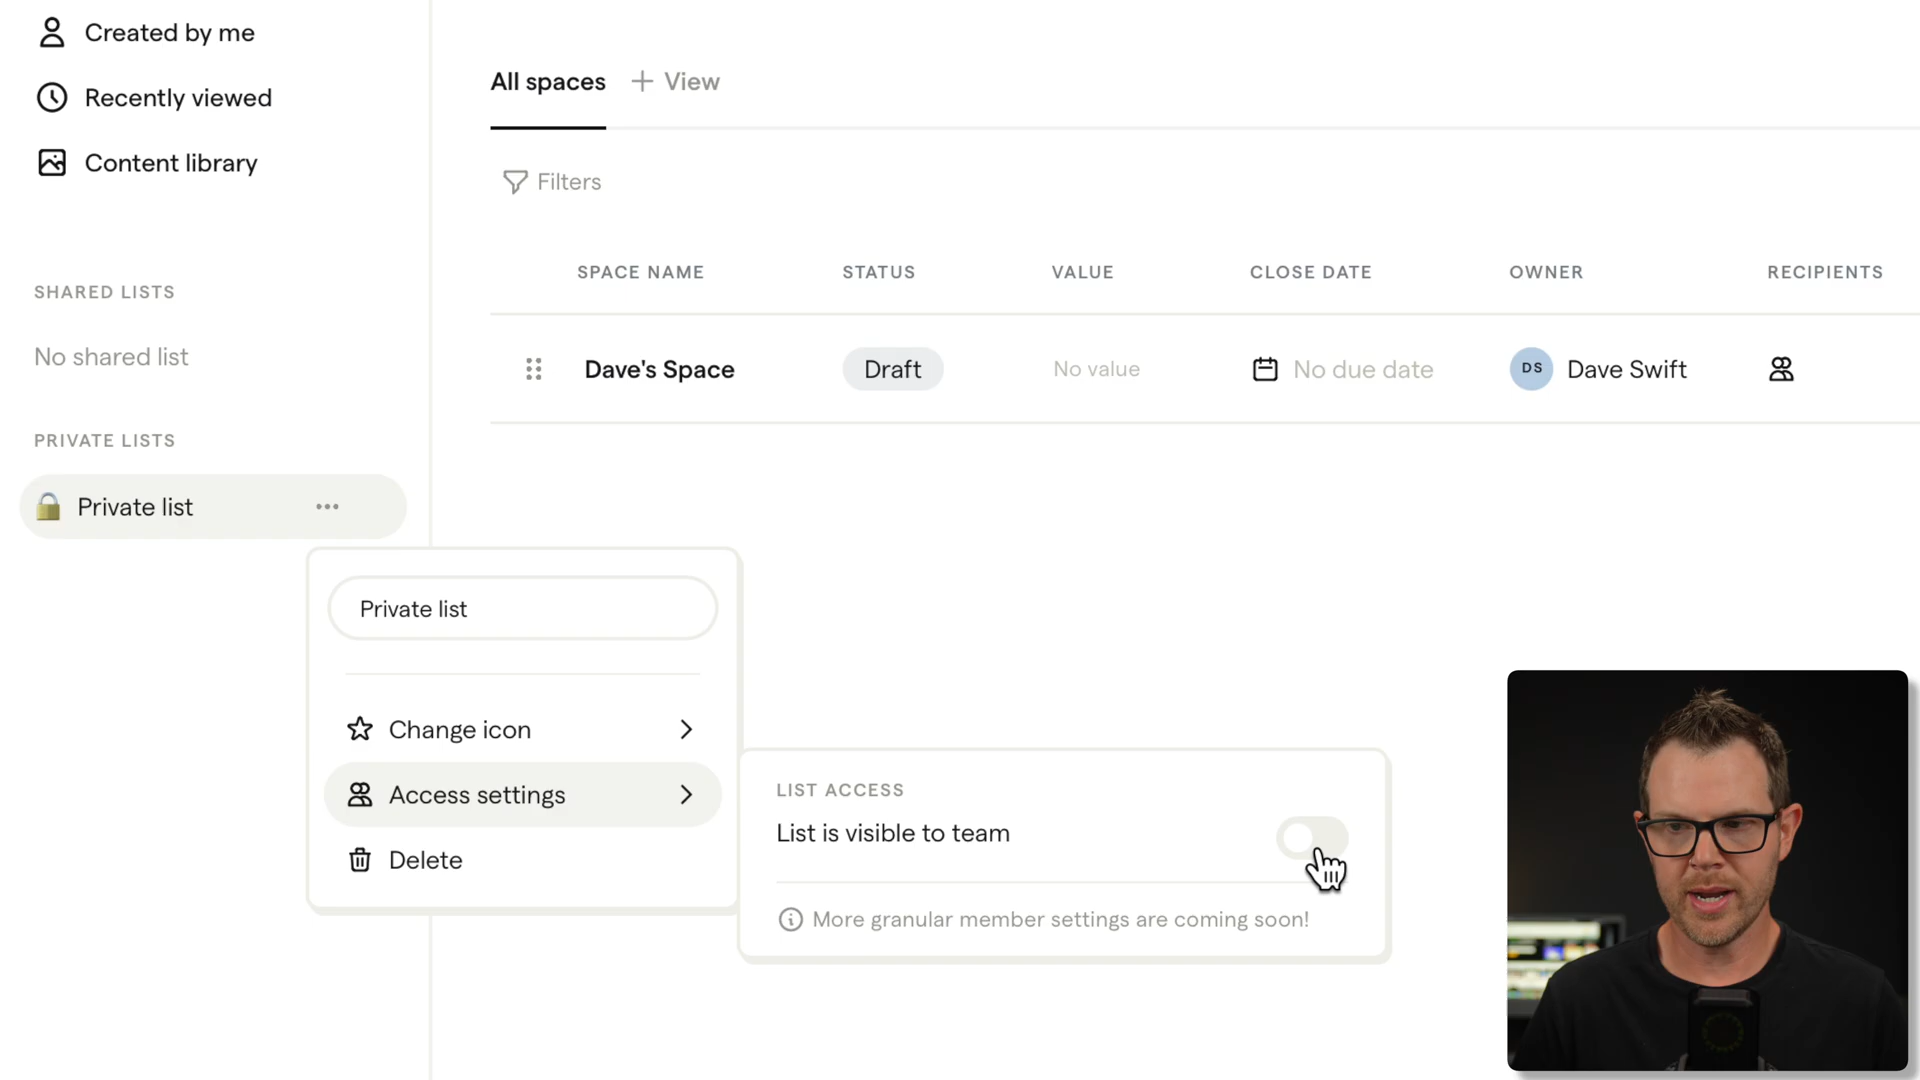 Created by me
Recently viewed
Content library
SHARED LISTS
No shared list
PRIVATE LISTS
Private list
All spaces
View
Filters
SPACE NAME STATUS VALUE CLOSE DATE OWNER RECIPIENTS
Dave's Space Draft No value No due date DS Dave Swift
Private list
Change icon
Access settings
Delete
LIST ACCESS
List is visible to team
More granular member settings are coming soon!